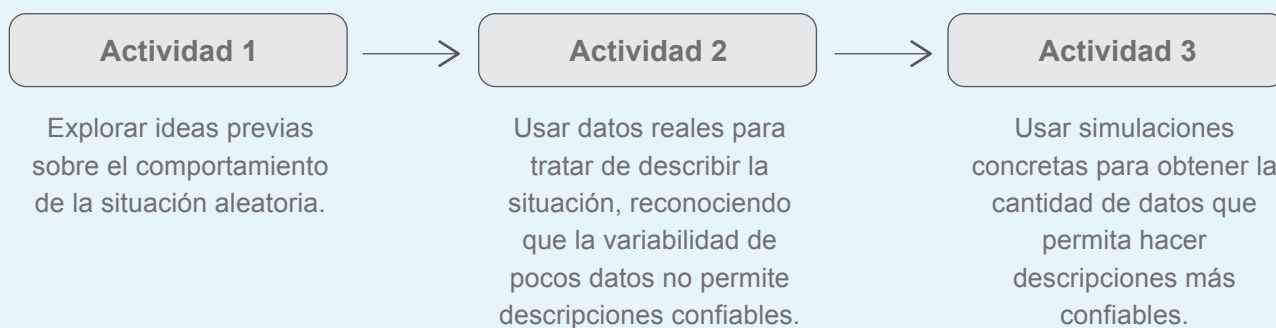 Actividad 1
Explorar ideas previas
sobre el comportamiento
de la situación aleatoria.
Actividad 2
Usar datos reales para
tratar de describir la
situación, reconociendo
que la variabilidad de
pocos datos no permite
descripciones confiables.
Actividad 3
Usar simulaciones
concretas para obtener la
cantidad de datos que
permita hacer
descripciones más
confiables.